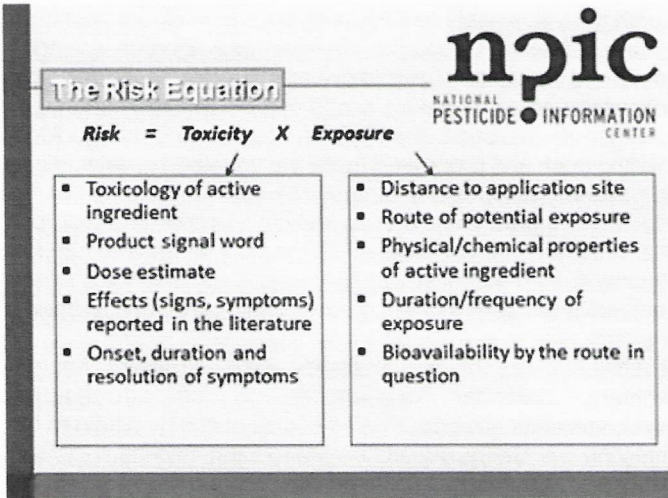 npic
NATIONAL
PESTICIDE INFORMATION
CENTER
The Risk Equation
Risk = Toxicity X Exposure
▪ Toxicology of active
ingredient
▪ Product signal word
▪ Dose estimate
▪ Effects (signs, symptoms)
reported in the literature
▪ Onset, duration and
resolution of symptoms
▪ Distance to application site
▪ Route of potential exposure
▪ Physical/chemical properties
of active ingredient
▪ Duration/frequency of
exposure
▪ Bioavailability by the route in
question